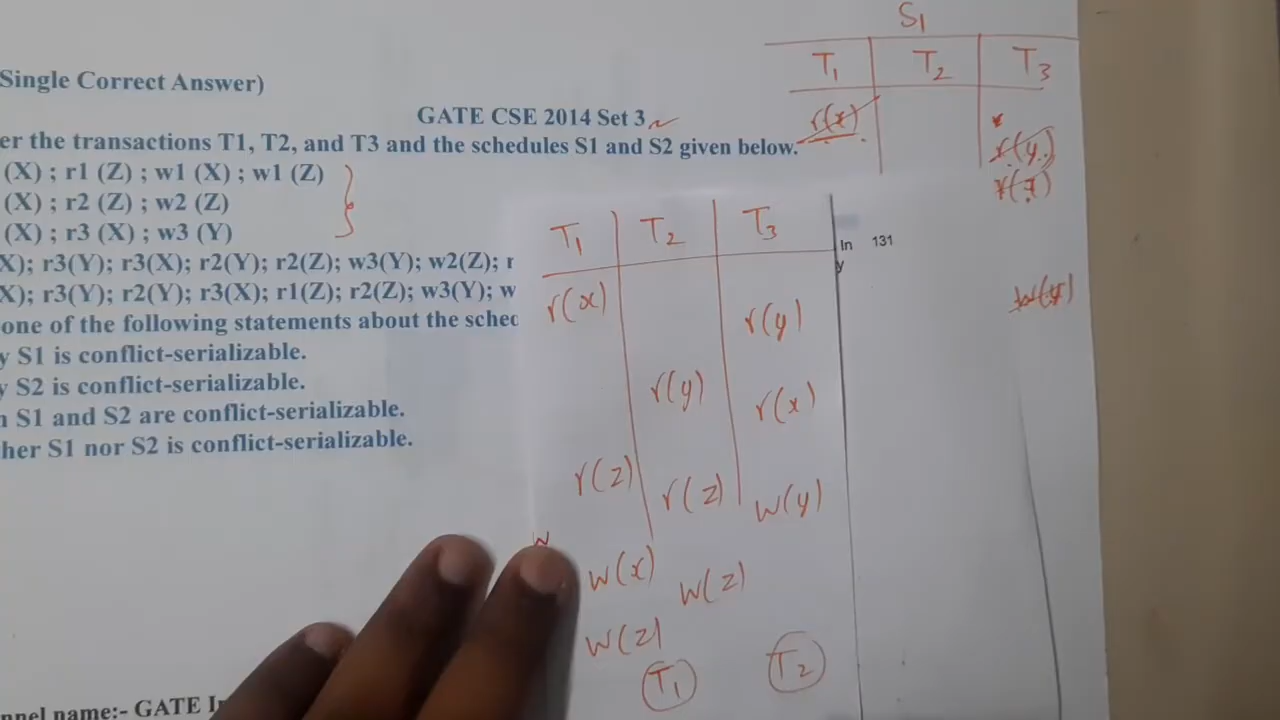 S1
T1 T2 T3
r(x)
r(y)
Single Correct Answer)
GATE CSE 2014 Set 3
er the transactions T1, T2, and T3 and the schedules S1 and S2 given below.
(X) ; r1 (Z) ; w1 (X) ; w1 (Z)
(X) ; r2 (Z) ; w2 (Z)
(X) ; r3 (X) ; w3 (Y)
X); r3(Y); r3(X); r2(Y); r2(Z); w3(Y); w2(Z); r
X); r3(Y); r2(Y); r3(X); r1(Z); r2(Z); w3(Y); w
one of the following statements about the sched
y S1 is conflict-serializable.
y S2 is conflict-serializable.
h S1 and S2 are conflict-serializable.
her S1 nor S2 is conflict-serializable.
T1 T2 T3
r(x)
r(y)
r(y)
r(x)
r(z) r(z) w(y)
w
w(x)
w(z)
w(z)
T1 T2
In 131
y
nnel name:- GATE I